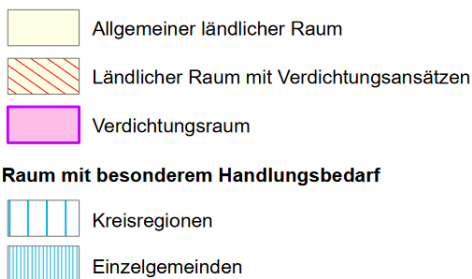 Allgemeiner ländlicher Raum
Ländlicher Raum mit Verdichtungsansätzen
Verdichtungsraum
Raum mit besonderem Handlungsbedarf
Kreisregionen
Einzelgemeinden